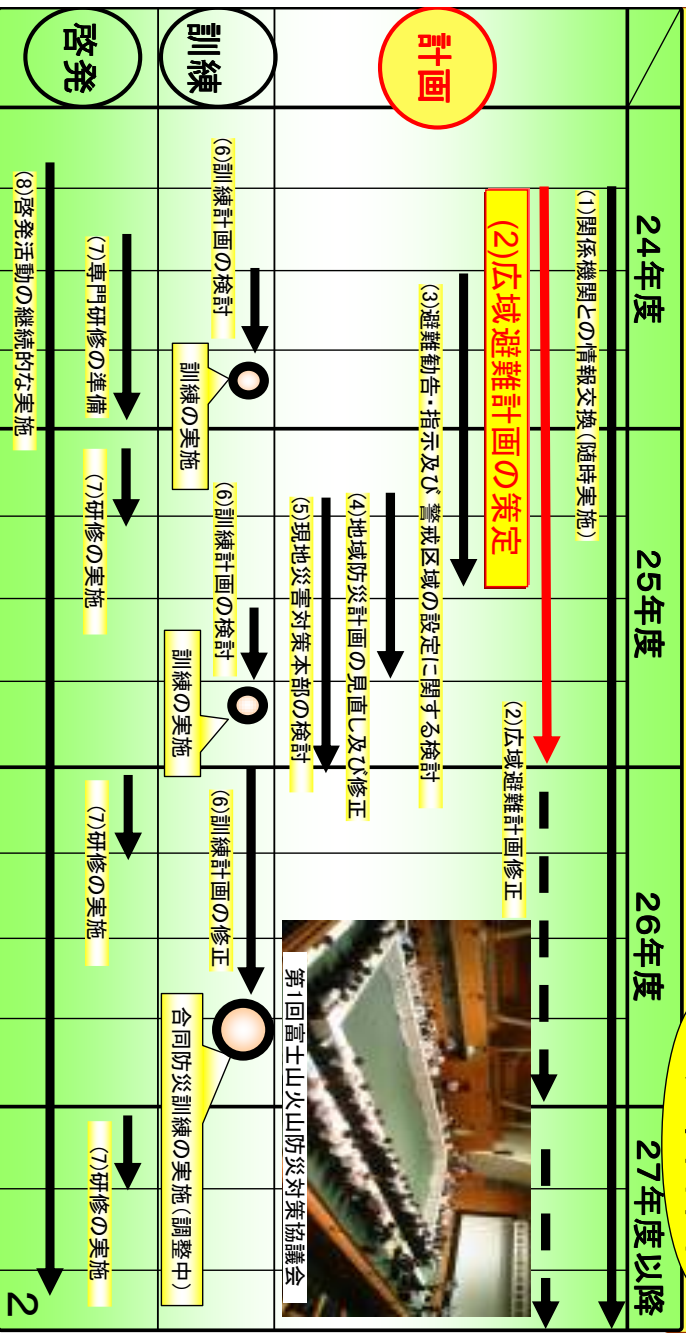 24年度
25年度
26年度
27年度以降
計画
(1)関係機関との情報交換(随時実施)
(2)広域避難計画の策定
(2)広域避難計画修正
(3)避難勧告・指示及び 警戒区域の設定に関する検討
(4)地域防災計画の見直し及び修正
(5)現地災害対策本部の検討
第1回富士山火山防災対策協議会
訓練
(6)訓練計画の検討
訓練の実施
(6)訓練計画の検討
訓練の実施
(6)訓練計画の修正
合同防災訓練の実施(調整中)
啓発
(7)専門研修の準備
(7)研修の実施
(7)研修の実施
(7)研修の実施
(8)啓発活動の継続的な実施
2